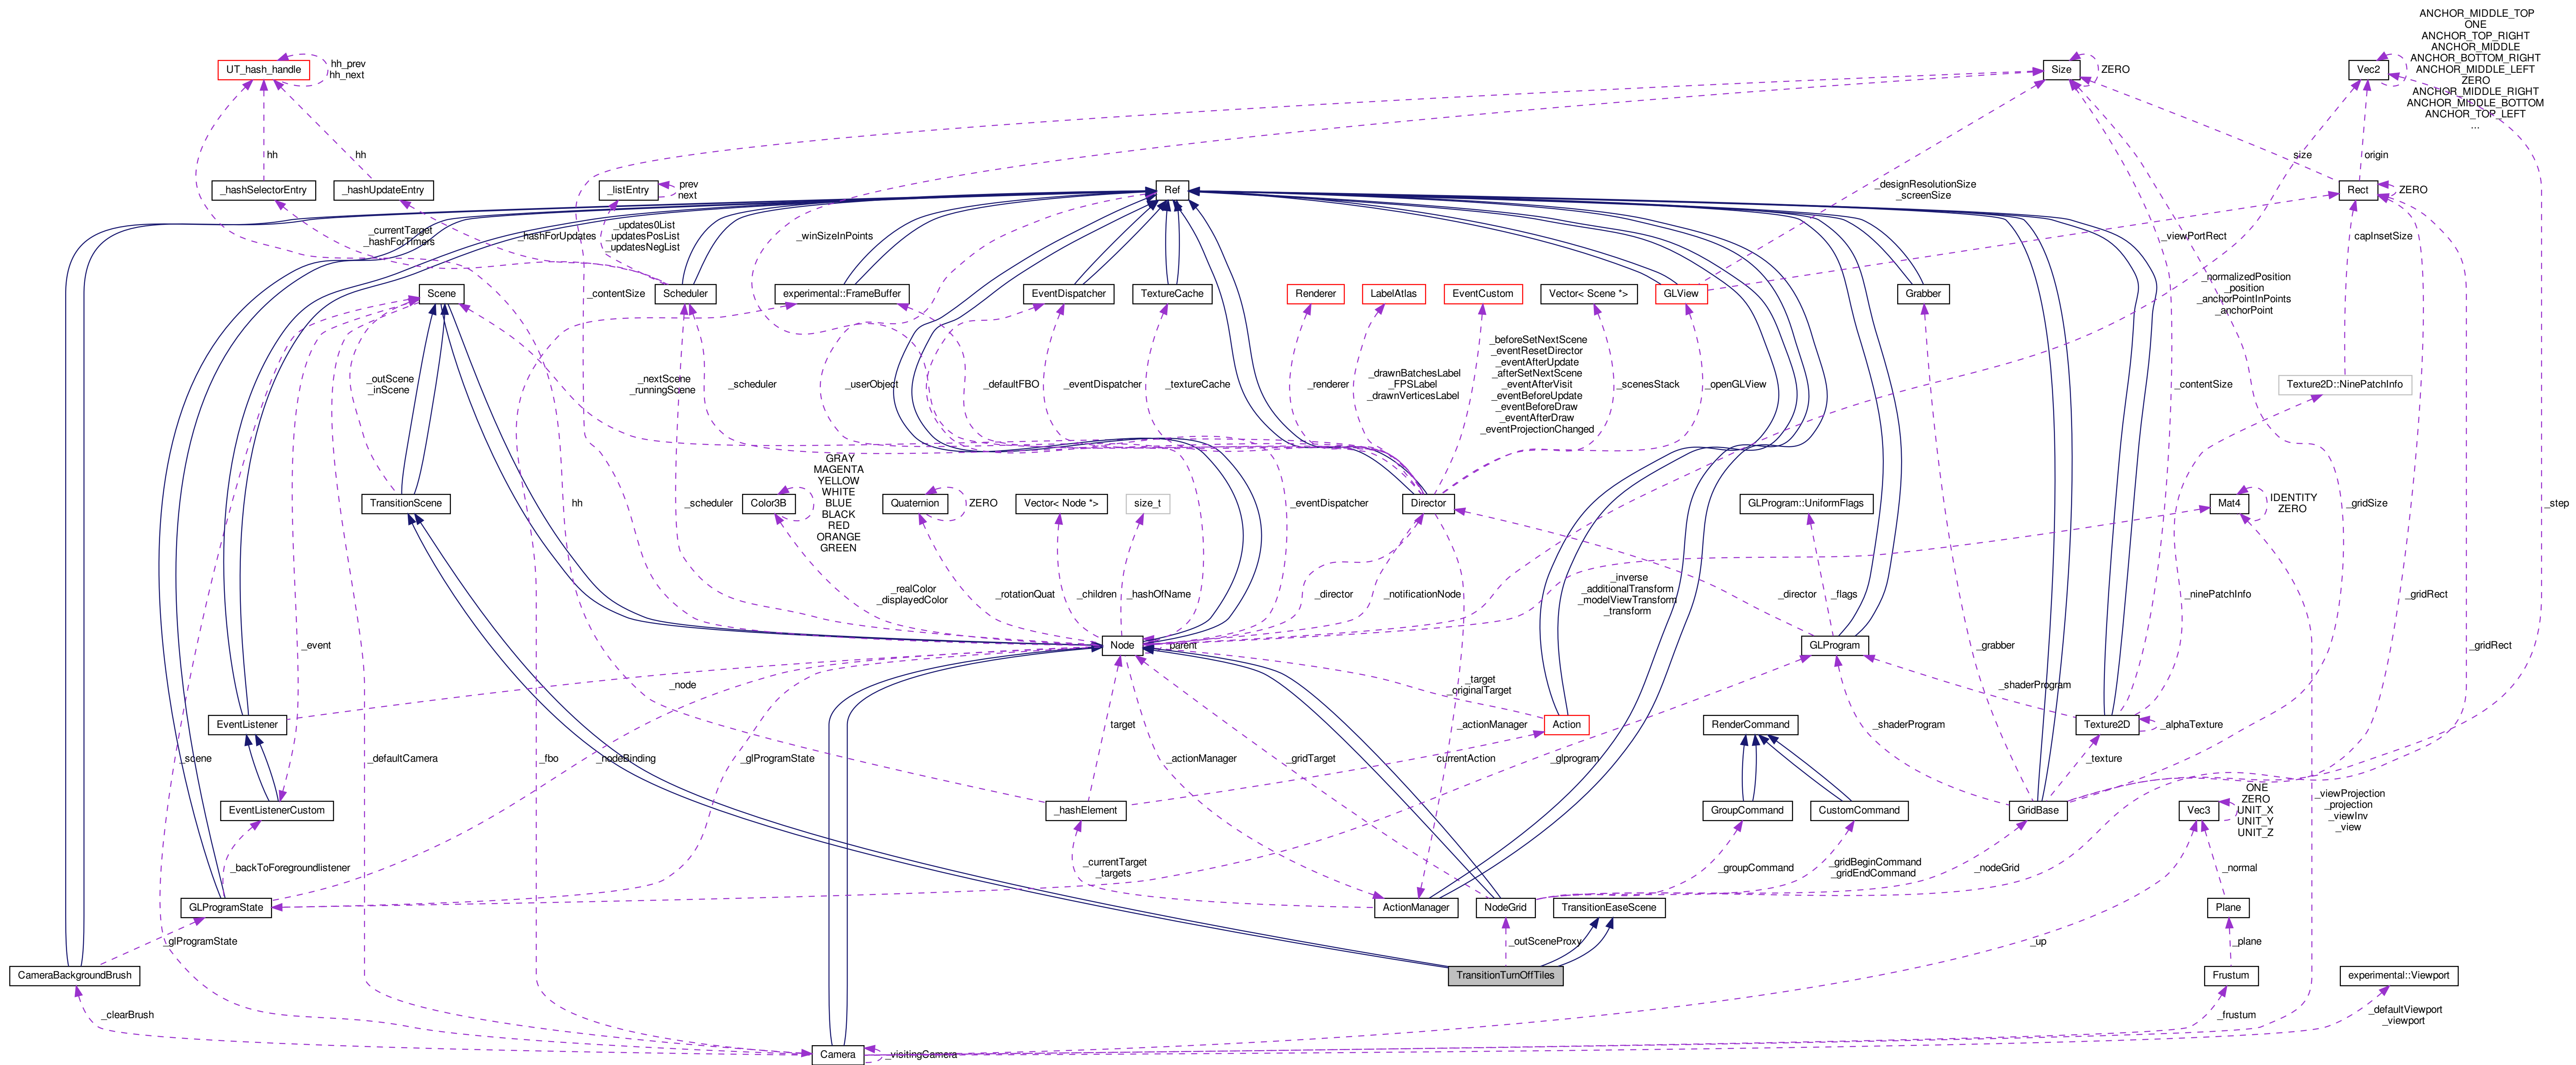 ANCHOR_MIDDLE_TOP
ONE
ANCHOR_TOP_RIGHT
ANCHOR_MIDDLE
ANCHOR_BOTTOM_RIGHT
ANCHOR_MIDDLE_LEFT
ZERO
ANCHOR_MIDDLE_RIGHT
ANCHOR_MIDDLE_BOTTOM
ANCHOR_TOP_LEFT
...
UT_hash_handle
hh_prev
hh_next
Size
ZERO
Vec2
hh
hh
size
origin
_hashSelectorEntry
_hashUpdateEntry
_listEntry
prev
next
Ref
_designResolutionSize
_screenSize
Rect
ZERO
_currentTarget
_hashForTimers
_hashForUpdates
_updates0List
_updatesPosList
_updatesNegList
_winSizeInPoints
_viewPortRect
capInsetSize
Scene
_contentSize
Scheduler
experimental::FrameBuffer
EventDispatcher
TextureCache
Renderer
LabelAtlas
EventCustom
Vector< Scene *>
GLView
Grabber
_normalizedPosition
_position
_anchorPointInPoints
_anchorPoint
_outScene
_inScene
_nextScene
_runningScene
_scheduler
_userObject
_defaultFBO
_eventDispatcher
_textureCache
_renderer
_drawnBatchesLabel
_FPSLabel
_drawnVerticesLabel
_beforeSetNextScene
_eventResetDirector
_eventAfterUpdate
_afterSetNextScene
_eventAfterVisit
_eventBeforeUpdate
_eventBeforeDraw
_eventAfterDraw
_eventProjectionChanged
_scenesStack
_openGLView
_contentSize
Texture2D::NinePatchInfo
TransitionScene
hh
_scheduler
Color3B
GRAY
MAGENTA
YELLOW
WHITE
BLUE
BLACK
RED
ORANGE
GREEN
Quaternion
ZERO
Vector< Node *>
size_t
_eventDispatcher
Director
GLProgram::UniformFlags
Mat4
IDENTITY
ZERO
_gridSize
_step
_realColor
_displayedColor
_rotationQuat
_children
_hashOfName
_director
_notificationNode
_inverse
_additionalTransform
_modelViewTransform
_transform
_director
_flags
_ninePatchInfo
_gridRect
_event
Node
_parent
GLProgram
_grabber
_gridRect
_node
_target
_originalTarget
_shaderProgram
EventListener
target
_actionManager
Action
RenderCommand
_shaderProgram
Texture2D
_alphaTexture
_scene
_defaultCamera
_fbo
_nodeBinding
_glProgramState
_actionManager
_gridTarget
currentAction
_glprogram
_texture
EventListenerCustom
_hashElement
GroupCommand
CustomCommand
GridBase
Vec3
ONE
ZERO
UNIT_X
UNIT_Y
UNIT_Z
_viewProjection
_projection
_viewInv
_view
_backToForegroundlistener
_currentTarget
_targets
_groupCommand
_gridBeginCommand
_gridEndCommand
_nodeGrid
_normal
GLProgramState
ActionManager
NodeGrid
TransitionEaseScene
Plane
_glProgramState
_outSceneProxy
_up
_plane
CameraBackgroundBrush
TransitionTurnOffTiles
Frustum
experimental::Viewport
_clearBrush
_frustum
_defaultViewport
_viewport
Camera
_visitingCamera